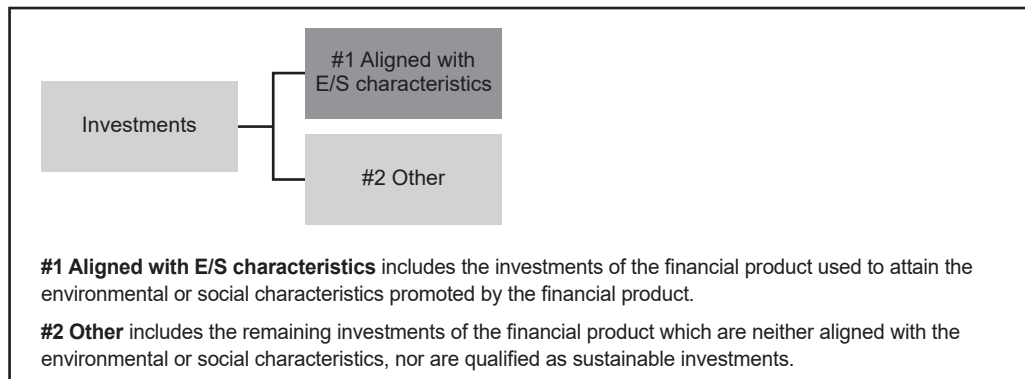 #1 Aligned with
E/S characteristics
Investments
#2 Other
#1 Aligned with E/S characteristics includes the investments of the financial product used to attain the
environmental or social characteristics promoted by the financial product.
#2 Other includes the remaining investments of the financial product which are neither aligned with the
environmental or social characteristics, nor are qualified as sustainable investments.